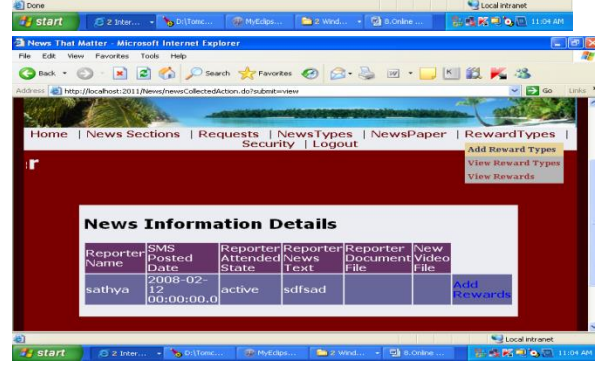 Done
Local intranet
start
2 Inter...
D:\Tomc...
MyEclips...
2 Wind...
8.Online ...
11:04 AM
News That Matter - Microsoft Internet Explorer
File Edit View Favorites Tools Help
Back
Search
Favorites
Address http://localhost:2011/News/newsCollectedAction.do?submit=view
Go Links
Home | News Sections | Requests | NewsTypes | NewsPaper | RewardTypes |
Security | Logout
Add Reward Types
View Reward Types
View Rewards
r
News Information Details
Reporter Name
SMS Posted Date
Reporter Attended State
Reporter News Text
Reporter Document File
New Video File
sathya
2008-02-12 00:00:00.0
active
sdfsad
Add Rewards
Local intranet
start
2 Inter...
D:\Tomc...
MyEclips...
2 Wind...
8.Online ...
11:04 AM